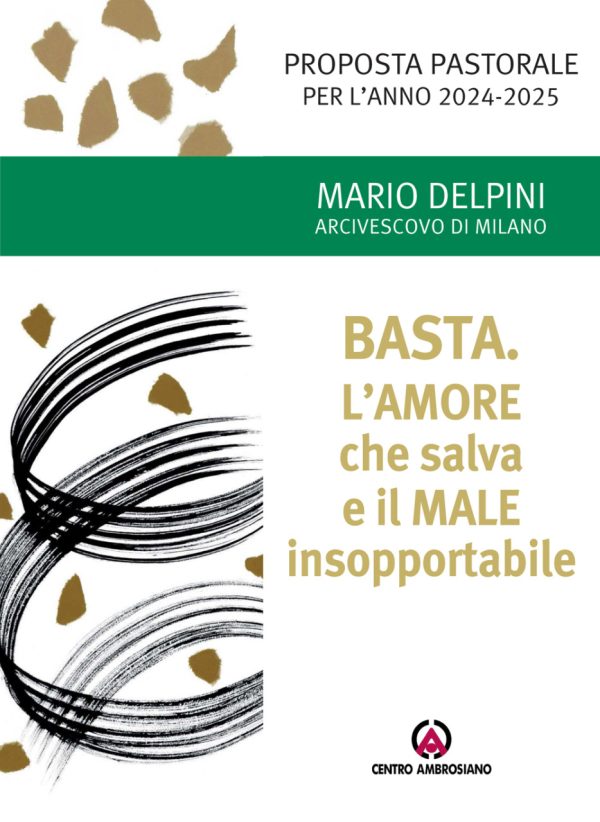 PROPOSTA PASTORALE
PER L’ANNO 2024-2025
MARIO DELPINI
ARCIVESCOVO DI MILANO
BASTA.
L’AMORE
che salva
e il MALE
insopportabile
CENTRO AMBROSIANO